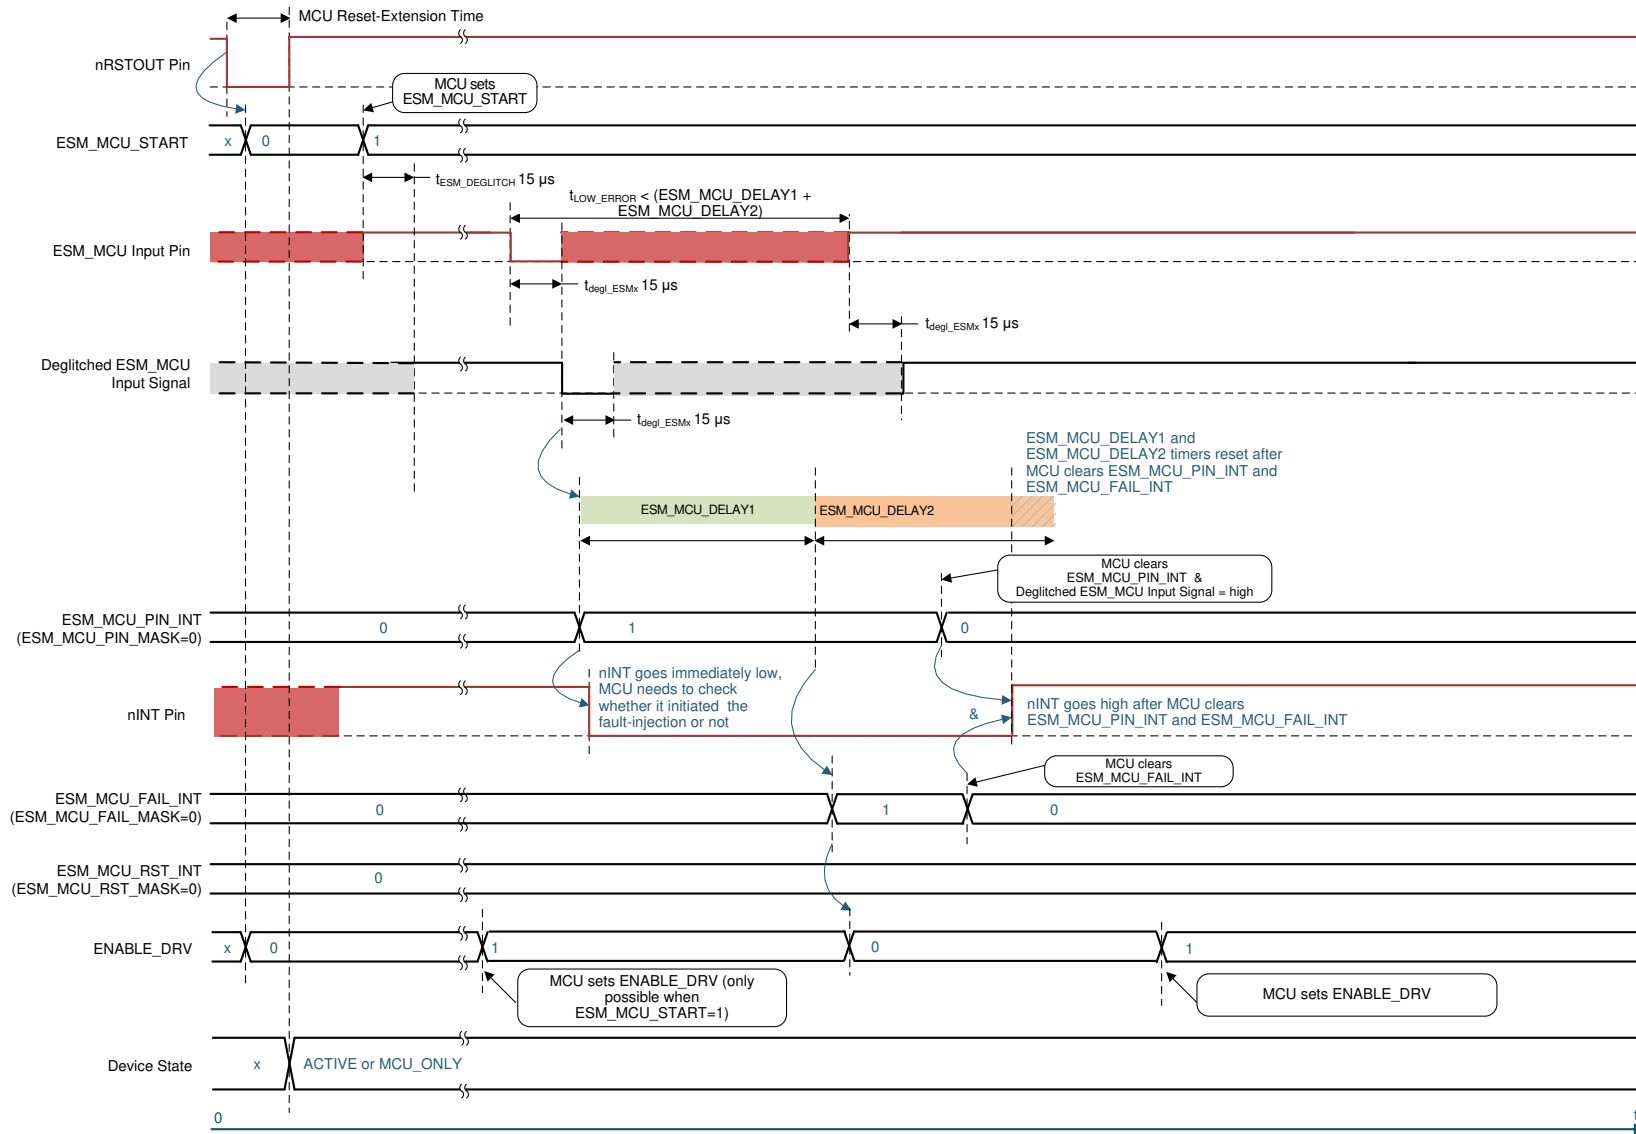 MCU Reset-Extension Time
nRSTOUT Pin
MCU sets
ESM_MCU_START
ESM_MCU_START
x
0
1
tESM_DEGLITCH 15 µs
tLOW_ERROR < (ESM_MCU_DELAY1 +
ESM_MCU_DELAY2)
ESM_MCU Input Pin
tdegl_ESMx 15 µs
tdegl_ESMx 15 µs
Deglitched ESM_MCU
Input Signal
tdegl_ESMx 15 µs
ESM_MCU_DELAY1 and
ESM_MCU_DELAY2 timers reset after
MCU clears ESM_MCU_PIN_INT and
ESM_MCU_FAIL_INT
ESM_MCU_DELAY1
ESM_MCU_DELAY2
MCU clears
ESM_MCU_PIN_INT &
Deglitched ESM_MCU Input Signal = high
ESM_MCU_PIN_INT
(ESM_MCU_PIN_MASK=0)
0
1
0
nINT goes immediately low,
MCU needs to check
whether it initiated the
fault-injection or not
nINT Pin
&
nINT goes high after MCU clears
ESM_MCU_PIN_INT and ESM_MCU_FAIL_INT
MCU clears
ESM_MCU_FAIL_INT
ESM_MCU_FAIL_INT
(ESM_MCU_FAIL_MASK=0)
0
1
0
ESM_MCU_RST_INT
(ESM_MCU_RST_MASK=0)
0
ENABLE_DRV
x
0
1
0
1
MCU sets ENABLE_DRV (only
possible when
ESM_MCU_START=1)
MCU sets ENABLE_DRV
Device State
x
ACTIVE or MCU_ONLY
0
t